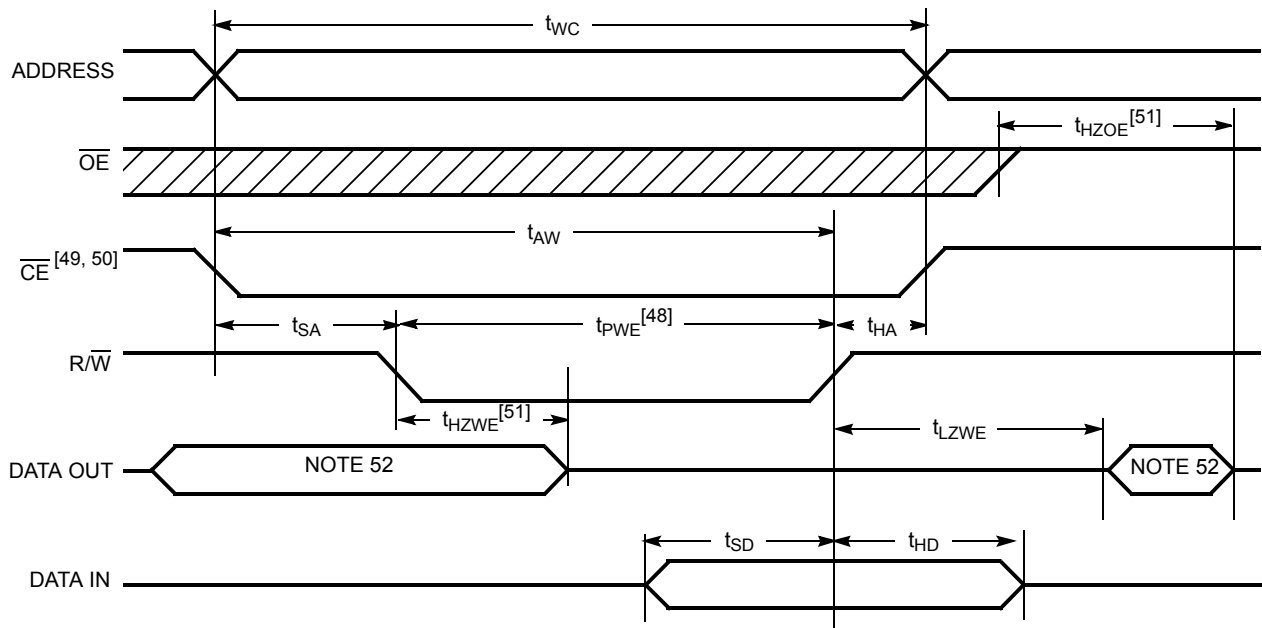 tWC
ADDRESS
tHZOE[51]
OE
tAW
CE [49, 50]
tSA
tPWE[48]
tHA
R/W
tHZWE[51]
tLZWE
DATA OUT
NOTE 52
NOTE 52
tSD
tHD
DATA IN